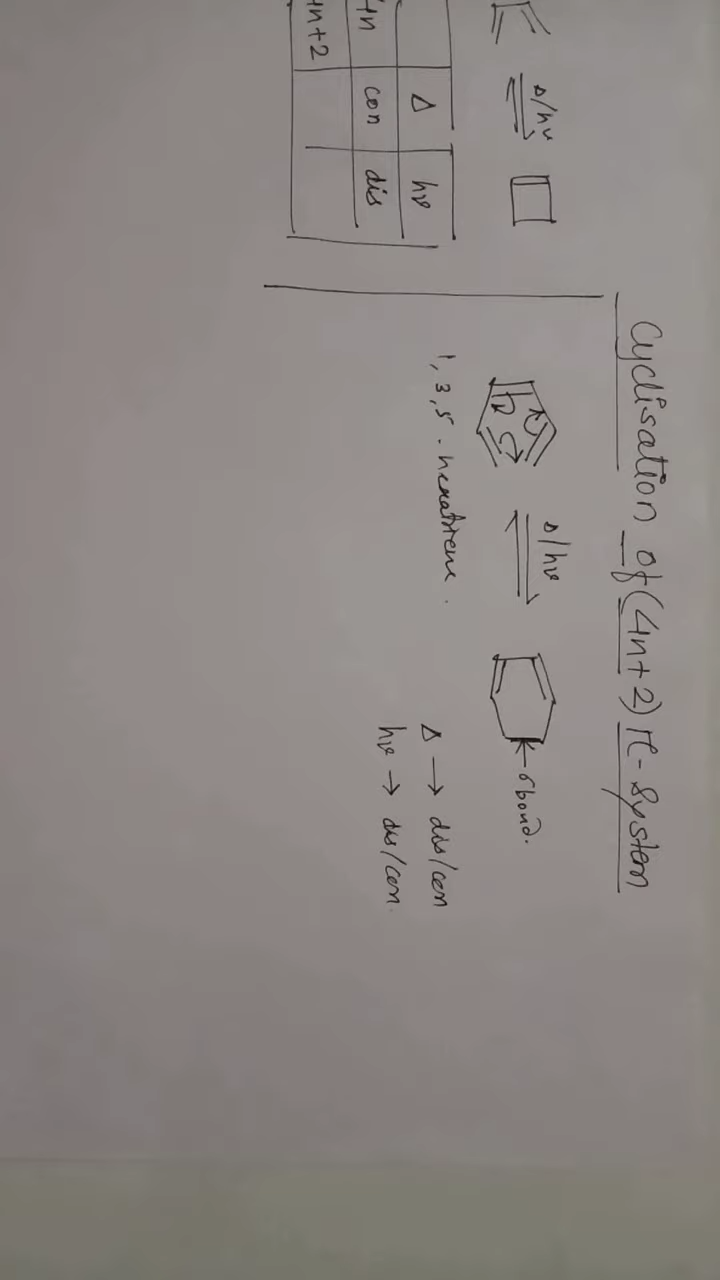 Δ/hν
Δ hν
4n con dis
4n+2
Cyclisation of (4n+2) π-System
Δ/hν
σ bond.
1, 3, 5 - hexatriene.
Δ → dis/con
hν → dis/con.